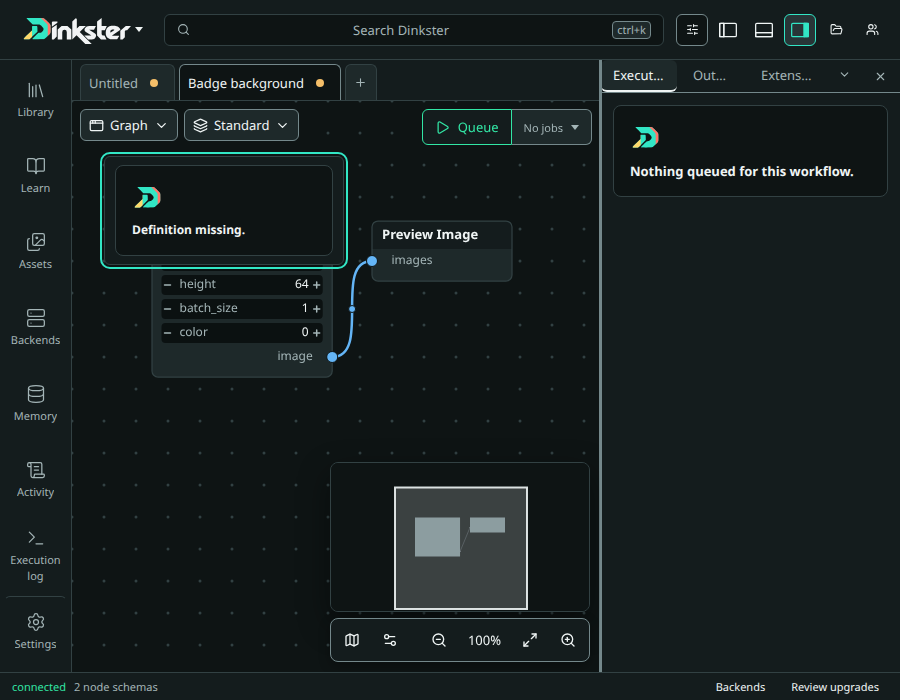 Dinkster
Search Dinkster
ctrl+k
Library
Learn
Assets
Backends
Memory
Activity
Execution
log
Settings
Untitled
Badge background
+
Graph
Standard
Queue
No jobs
Definition missing.
height
64
batch_size
1
color
0
image
Preview Image
images
100%
Execut...
Out...
Extens...
Nothing queued for this workflow.
connected
2 node schemas
Backends
Review upgrades